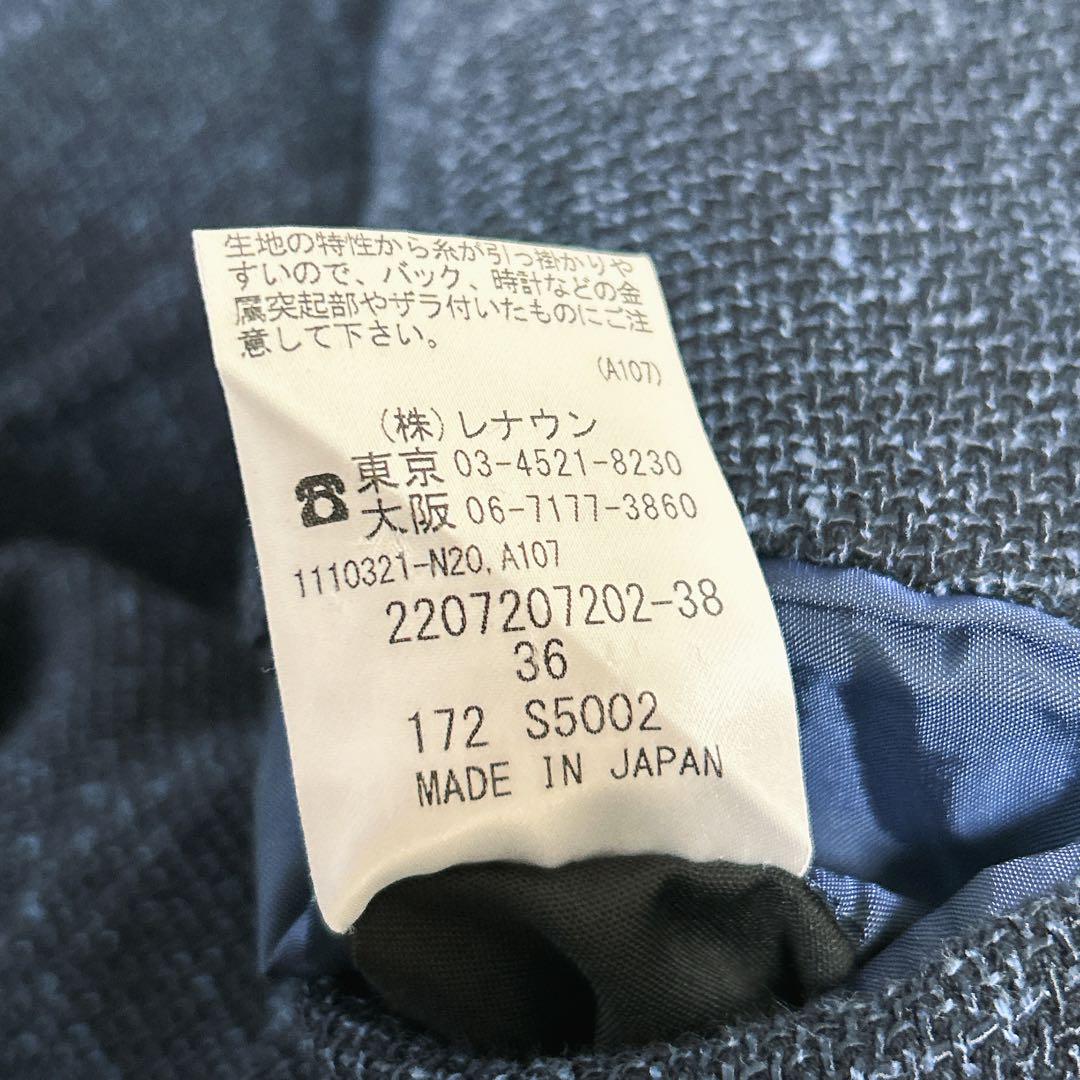 生地の特性から糸が引っ掛かりや
すいので、バック、時計などの金
属突起部やザラ付いたものにご注
意して下さい。
(A107)
(株)レナウン
☎東京 03-4521-8230
大阪 06-7177-3860
1110321-N20, A107
2207207202-38
36
172 S5002
MADE IN JAPAN